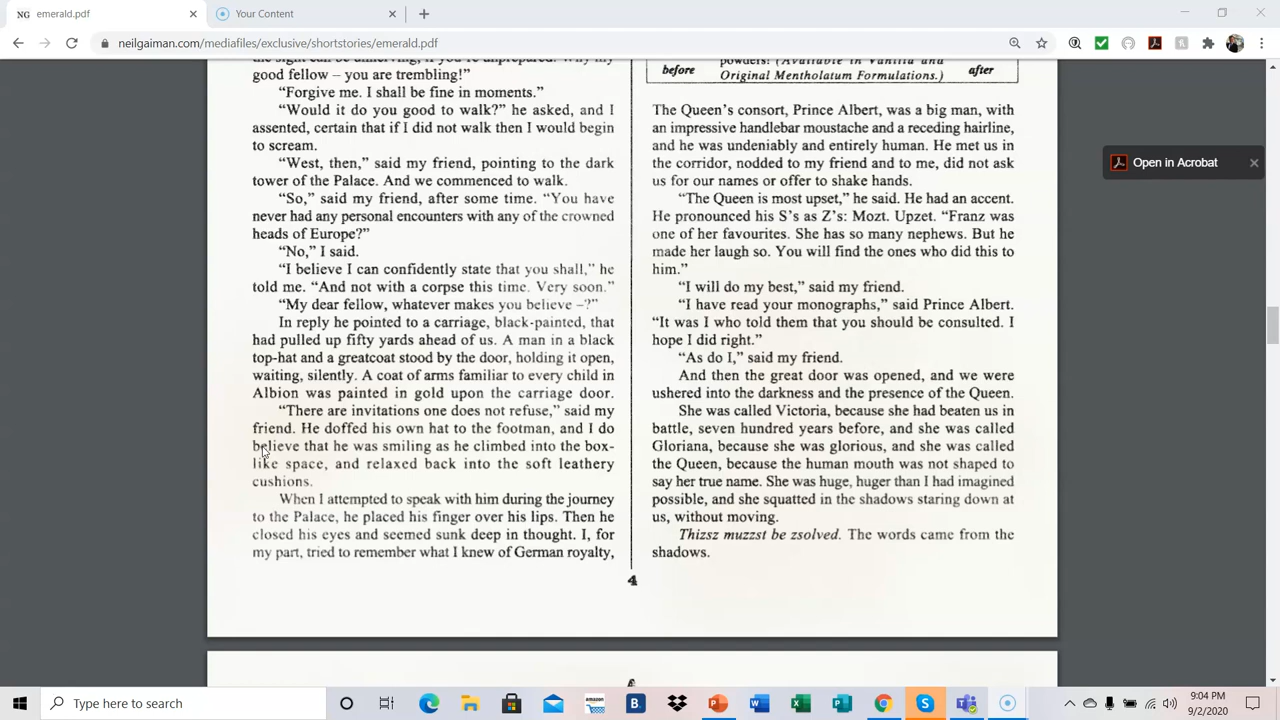 emerald.pdf
Your Content
neilgaiman.com/mediafiles/exclusive/shortstories/emerald.pdf
Open in Acrobat
good fellow – you are trembling!”
“Forgive me. I shall be fine in moments.”
“Would it do you good to walk?” he asked, and I
assented, certain that if I did not walk then I would begin
to scream.
“West, then,” said my friend, pointing to the dark
tower of the Palace. And we commenced to walk.
“So,” said my friend, after some time. “You have
never had any personal encounters with any of the crowned
heads of Europe?”
“No,” I said.
“I believe I can confidently state that you shall,” he
told me. “And not with a corpse this time. Very soon.”
“My dear fellow, whatever makes you believe –?”
In reply he pointed to a carriage, black-painted, that
had pulled up fifty yards ahead of us. A man in a black
top-hat and a greatcoat stood by the door, holding it open,
waiting, silently. A coat of arms familiar to every child in
Albion was painted in gold upon the carriage door.
“There are invitations one does not refuse,” said my
friend. He doffed his own hat to the footman, and I do
believe that he was smiling as he climbed into the box-
like space, and relaxed back into the soft leathery
cushions.
When I attempted to speak with him during the journey
to the Palace, he placed his finger over his lips. Then he
closed his eyes and seemed sunk deep in thought. I, for
my part, tried to remember what I knew of German royalty,
before
powders! (Available in Vanilla and
Original Mentholatum Formulations.)
after
The Queen's consort, Prince Albert, was a big man, with
an impressive handlebar moustache and a receding hairline,
and he was undeniably and entirely human. He met us in
the corridor, nodded to my friend and to me, did not ask
us for our names or offer to shake hands.
“The Queen is most upset,” he said. He had an accent.
He pronounced his S's as Z's: Mozt. Upzet. “Franz was
one of her favourites. She has so many nephews. But he
made her laugh so. You will find the ones who did this to
him.”
“I will do my best,” said my friend.
“I have read your monographs,” said Prince Albert.
“It was I who told them that you should be consulted. I
hope I did right.”
“As do I,” said my friend.
And then the great door was opened, and we were
ushered into the darkness and the presence of the Queen.
She was called Victoria, because she had beaten us in
battle, seven hundred years before, and she was called
Gloriana, because she was glorious, and she was called
the Queen, because the human mouth was not shaped to
say her true name. She was huge, huger than I had imagined
possible, and she squatted in the shadows staring down at
us, without moving.
Thizsz muzzst be zsolved. The words came from the
shadows.
4
Type here to search
9:04 PM
9/2/2020